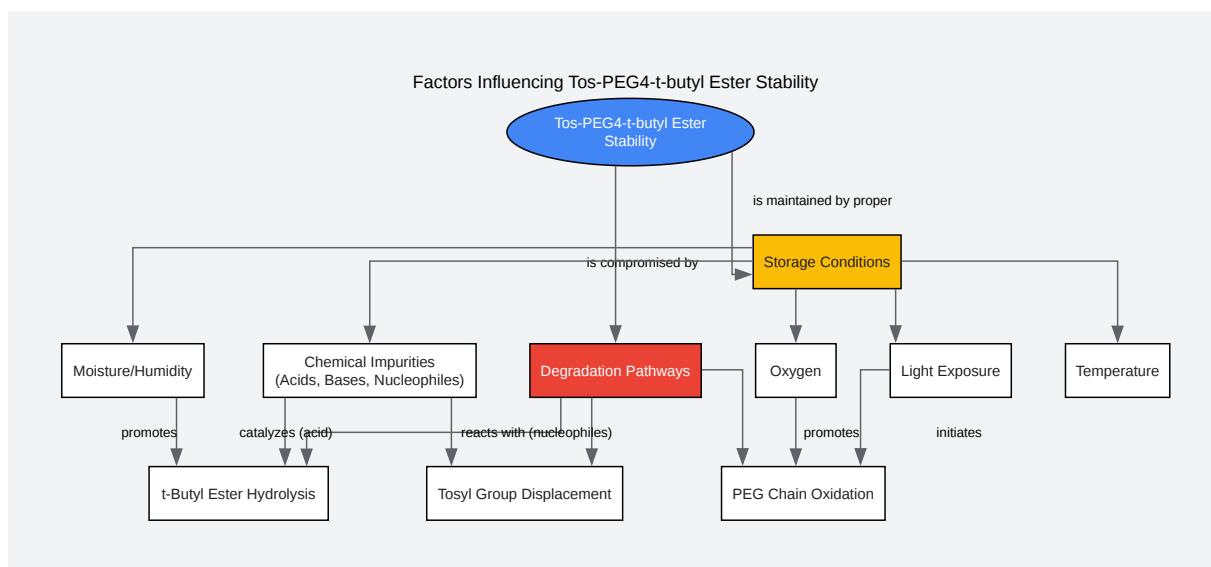 Factors Influencing Tos-PEG4-t-butyl Ester Stability
Tos-PEG4-t-butyl Ester
Stability
is maintained by proper
is compromised by
Storage Conditions
Moisture/Humidity
Chemical Impurities
(Acids, Bases, Nucleophiles)
Degradation Pathways
Oxygen
Light Exposure
Temperature
promotes
catalyzes (acid)
reacts with (nucleophiles)
promotes
initiates
t-Butyl Ester Hydrolysis
Tosyl Group Displacement
PEG Chain Oxidation